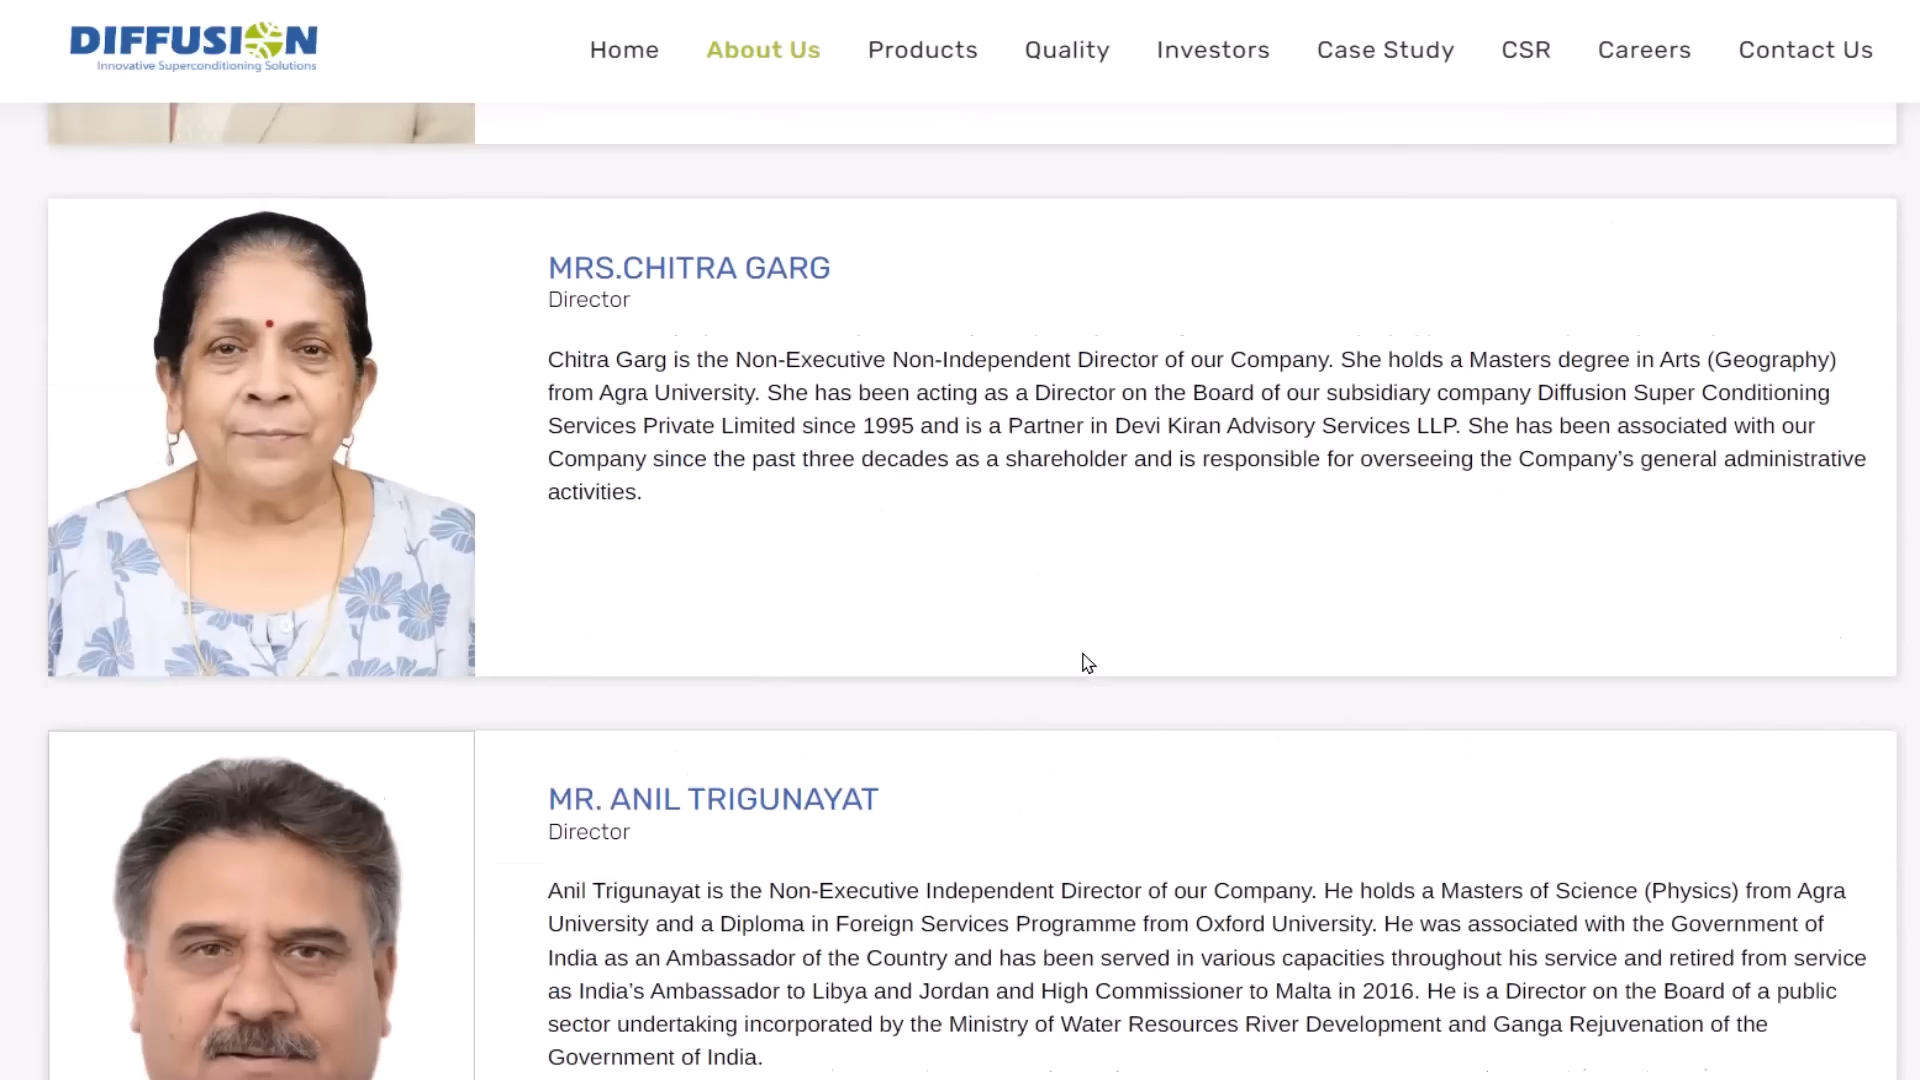 DIFFUSION
Innovative Superconditioning Solutions
Home About Us Products Quality Investors Case Study CSR Careers Contact Us
MRS.CHITRA GARG
Director
Chitra Garg is the Non-Executive Non-Independent Director of our Company. She holds a Masters degree in Arts (Geography)
from Agra University. She has been acting as a Director on the Board of our subsidiary company Diffusion Super Conditioning
Services Private Limited since 1995 and is a Partner in Devi Kiran Advisory Services LLP. She has been associated with our
Company since the past three decades as a shareholder and is responsible for overseeing the Company’s general administrative
activities.
MR. ANIL TRIGUNAYAT
Director
Anil Trigunayat is the Non-Executive Independent Director of our Company. He holds a Masters of Science (Physics) from Agra
University and a Diploma in Foreign Services Programme from Oxford University. He was associated with the Government of
India as an Ambassador of the Country and has been served in various capacities throughout his service and retired from service
as India’s Ambassador to Libya and Jordan and High Commissioner to Malta in 2016. He is a Director on the Board of a public
sector undertaking incorporated by the Ministry of Water Resources River Development and Ganga Rejuvenation of the
Government of India.